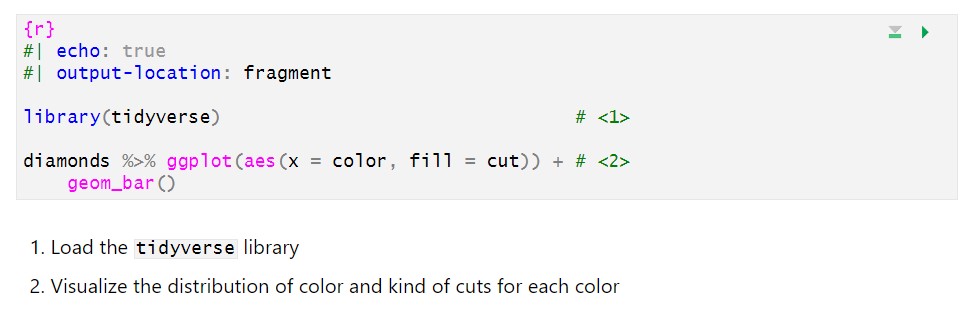 {r}
#| echo: true
#| output-location: fragment
library(tidyverse) # <1>
diamonds %>% ggplot(aes(x = color, fill = cut)) + # <2>
    geom_bar()
1. Load the tidyverse library
2. Visualize the distribution of color and kind of cuts for each color